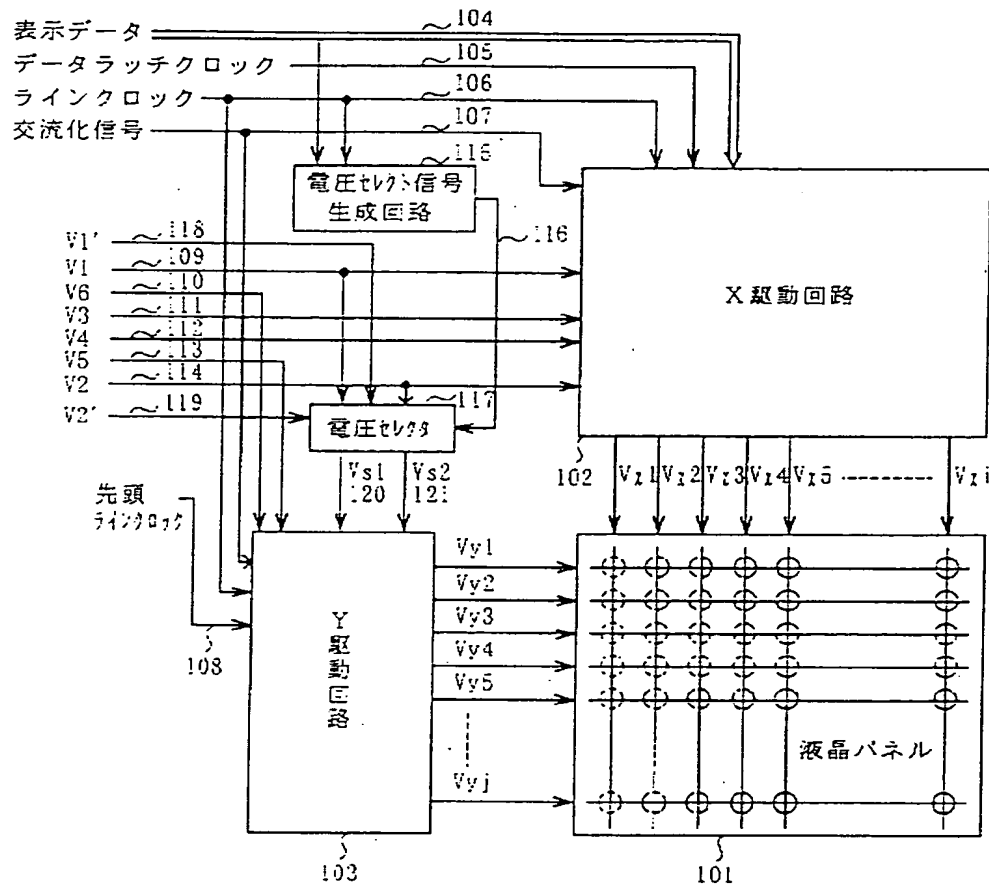 表示データ
104
データラッチクロック
105
ラインクロック
106
交流化信号
107
115
電圧セレクト信号
生成回路
116
V1' 118
V1 109
V6 110
V3 111
V4 112
V5 113
V2 114
V2' 119
117
電圧セレクタ
X駆動回路
102
Vs1
120
Vs2
121
Vx1 Vx2 Vx3 Vx4 Vx5 Vxi
先頭
ラインクロック
108
Y駆動回路
103
Vy1
Vy2
Vy3
Vy4
Vy5
Vyj
液晶パネル
101